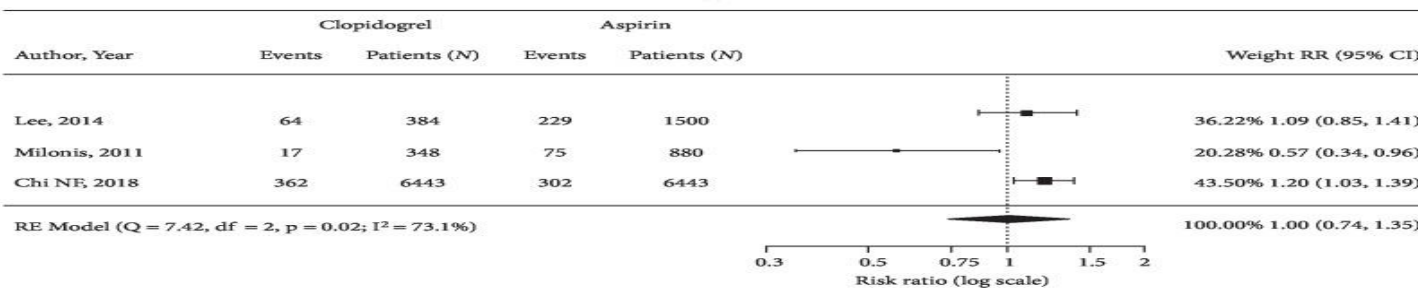 Clopidogrel Aspirin
Author, Year Events Patients (N) Events Patients (N) Weight RR (95% CI)
Lee, 2014 64 384 229 1500 36.22% 1.09 (0.85, 1.41)
Milonis, 2011 17 348 75 880 20.28% 0.57 (0.34, 0.96)
Chi NF, 2018 362 6443 302 6443 43.50% 1.20 (1.03, 1.39)
RE Model (Q = 7.42, df = 2, p = 0.02; I² = 73.1%) 100.00% 1.00 (0.74, 1.35)
0.3 0.5 0.75 1 1.5 2
Risk ratio (log scale)